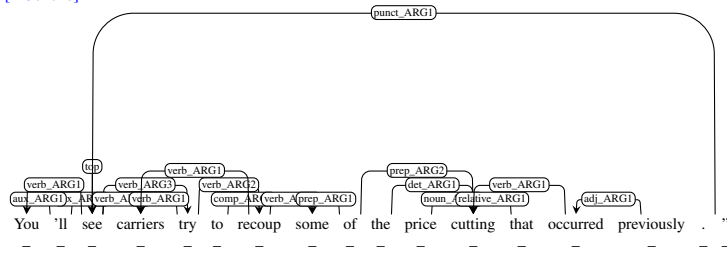 punct_ARG1
top
verb_ARG1
verb_ARG1 verb_ARG3 verb_ARG2 prep_ARG2 det_ARG1 verb_ARG1
aux_ARG1 verb_ARG1 prep_ARG1 relative_ARG1 adj_ARG1
You 'll see carriers try to recoup some of the price cutting that occurred previously . ”
_ _ _ _ _ _ _ _ _ _ _ _ _ _ _ _ _